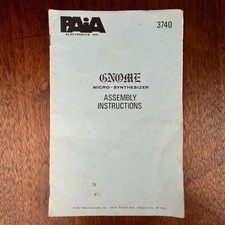 PAiA
ELECTRONICS, INC.
3740
GNOME
MICRO-SYNTHESIZER
ASSEMBLY
INSTRUCTIONS